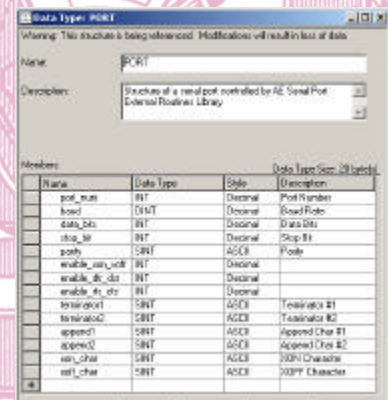 Data Type: PORT
Warning: This structure is being referenced. Modifications will result in loss of data.
Name: PORT
Description: Structure of a serial port controlled by AE Serial Port
External Routines Library
Members: Data Type Size: 28 byte(s)
Name Data Type Style Description
port_num INT Decimal Port Number
baud DINT Decimal Baud Rate
data_bits INT Decimal Data Bits
stop_bit INT Decimal Stop Bit
parity SINT ASCII Parity
enable_xon_xoff INT Decimal
enable_dtr_dsr INT Decimal
enable_rts_cts INT Decimal
terminator1 SINT ASCII Terminator #1
terminator2 SINT ASCII Terminator #2
append1 SINT ASCII Append Char #1
append2 SINT ASCII Append Char #2
xon_char SINT ASCII XON Character
xoff_char SINT ASCII XOFF Character